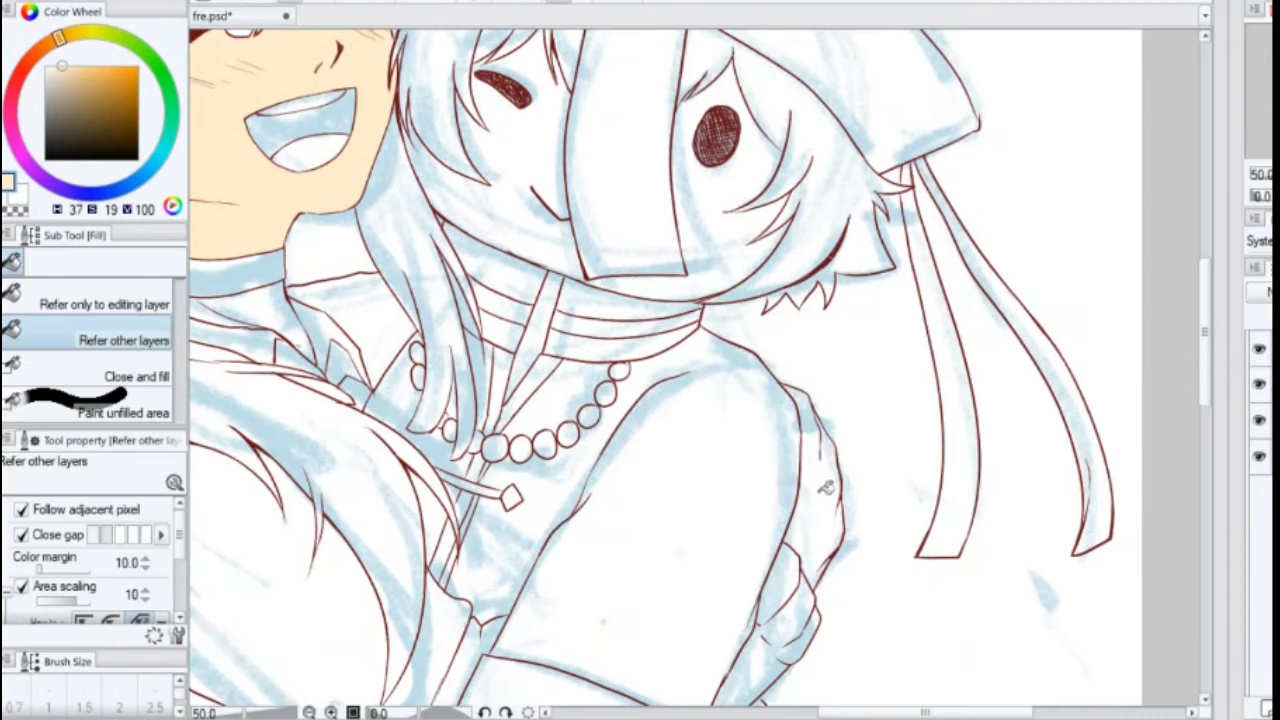 Color Wheel
fre.psd*
H 37 S 19 V 100
Sub Tool [Fill]
Refer only to editing layer
Refer other layers
Close and fill
Paint unfilled area
Tool property [Refer other lay
Refer other layers
Follow adjacent pixel
Close gap
Color margin 10.0
Area scaling 10
Brush Size
0.7 1 1.5 2 2.5
50.0 0.0
50.0
0.0
Syste